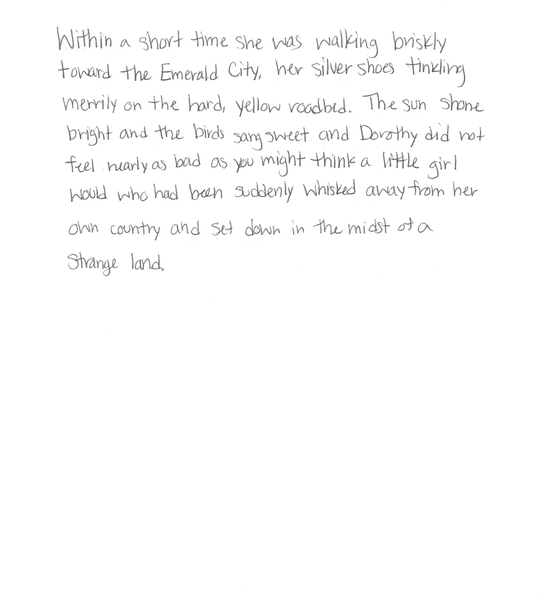 Within a short time she was walking briskly
toward the Emerald City, her silver shoes tinkling
merrily on the hard, yellow roadbed. The sun shone
bright and the birds sang sweet and Dorothy did not
feel nearly as bad as you might think a little girl
would who had been suddenly whisked away from her
own country and set down in the midst of a
strange land.